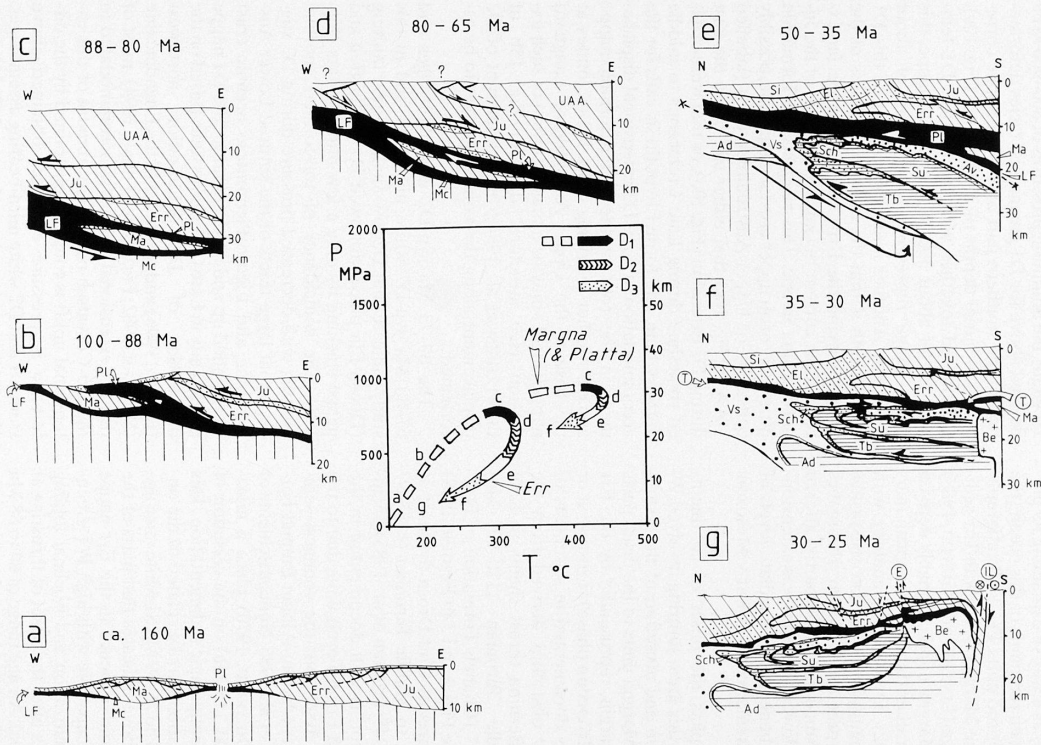 c 88-80 Ma
W E
0
UAA
10
Ju
20
Err
Pl
LF
Ma
30
km
Mc
d 80-65 Ma
W E
? ? ?
0
UAA
LF
Ju
10
Err
Pl
Ma
Mc
20
km
e 50-35 Ma
N S
Si El Ju
0
Err
10
Pl
Ad Vs Sch
Ma
Av
20
LF
Su
Tb
30
km
b 100-88 Ma
W E
LF
Pl
Ma
Ju
Err
0
10
20
km
P
MPa
2000
1500
1000
500
0
D1
D2
D3
km
50
40
30
20
10
0
Margna
(& Platta)
c
d
e
f
c
d
b
e
a
g
f
Err
200 300 400 500
T °C
f 35-30 Ma
N S
Si Ju
0
T
El
Err
10
T
Ma
Vs
Sch
Su
Be
20
Tb
Ad
30 km
g 30-25 Ma
N E IL S
0
Ju
Err
Be
10
Sch
Su
Tb
20
Ad
km
a ca. 160 Ma
W E
Pl
0
LF
Ma
Err
Ju
Mc
10 km